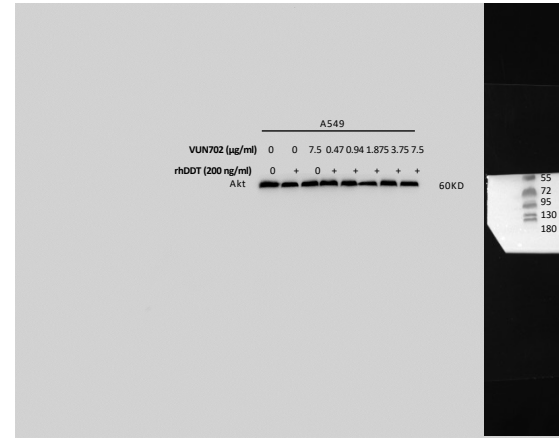 A549
VUN702 (µg/ml) 0 0 7.5 0.47 0.94 1.875 3.75 7.5
rhDDT (200 ng/ml) 0 + 0 + + + + +
Akt 60KD
55
72
95
130
180